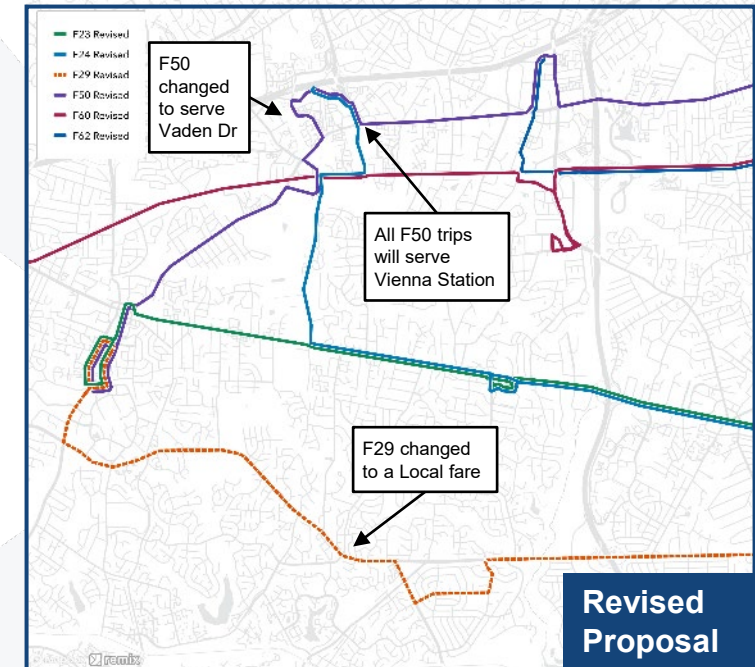 F23 Revised
F24 Revised
F29 Revised
F50 Revised
F60 Revised
F62 Revised
F50
changed
to serve
Vaden Dr
All F50 trips
will serve
Vienna Station
F29 changed
to a Local fare
Revised
Proposal
remix